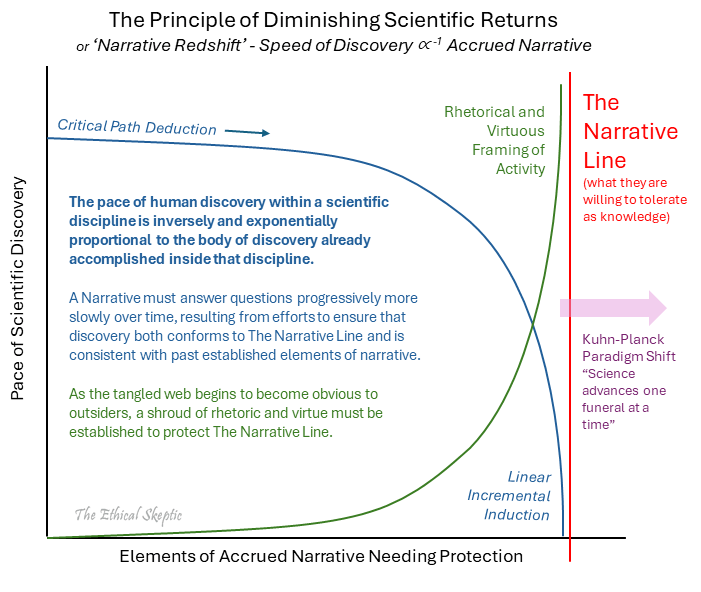 The Principle of Diminishing Scientific Returns
or 'Narrative Redshift' - Speed of Discovery ∝⁻¹ Accrued Narrative
Critical Path Deduction
Rhetorical and
Virtuous
Framing of
Activity
The
Narrative
Line
(what they are
willing to tolerate
as knowledge)
Pace of Scientific Discovery
The pace of human discovery within a scientific
discipline is inversely and exponentially
proportional to the body of discovery already
accomplished inside that discipline.
A Narrative must answer questions progressively more
slowly over time, resulting from efforts to ensure that
discovery both conforms to The Narrative Line and is
consistent with past established elements of narrative.
As the tangled web begins to become obvious to
outsiders, a shroud of rhetoric and virtue must be
established to protect The Narrative Line.
Kuhn-Planck
Paradigm Shift
“Science
advances one
funeral at a
time”
Linear
Incremental
Induction
The Ethical Skeptic
Elements of Accrued Narrative Needing Protection